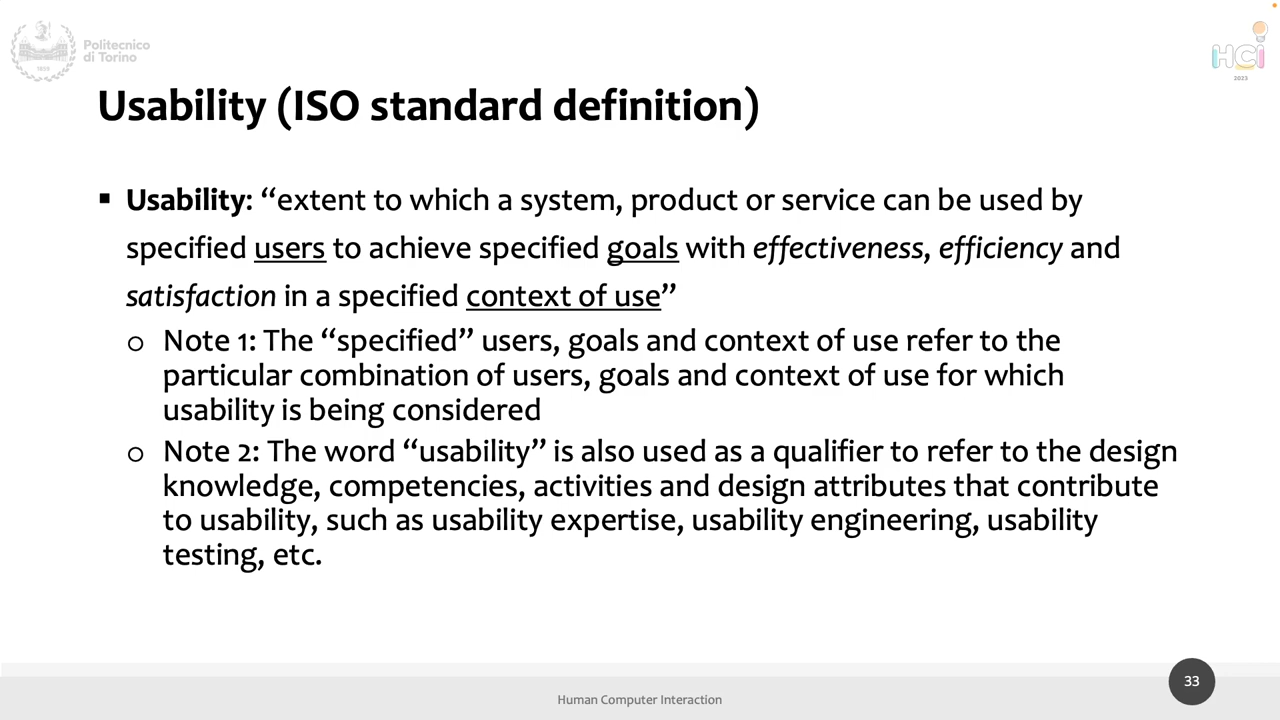 Politecnico
di Torino
1859
HCI
2023
Usability (ISO standard definition)
▪ Usability: “extent to which a system, product or service can be used by
specified users to achieve specified goals with effectiveness, efficiency and
satisfaction in a specified context of use”
o Note 1: The “specified” users, goals and context of use refer to the
particular combination of users, goals and context of use for which
usability is being considered
o Note 2: The word “usability” is also used as a qualifier to refer to the design
knowledge, competencies, activities and design attributes that contribute
to usability, such as usability expertise, usability engineering, usability
testing, etc.
33
Human Computer Interaction